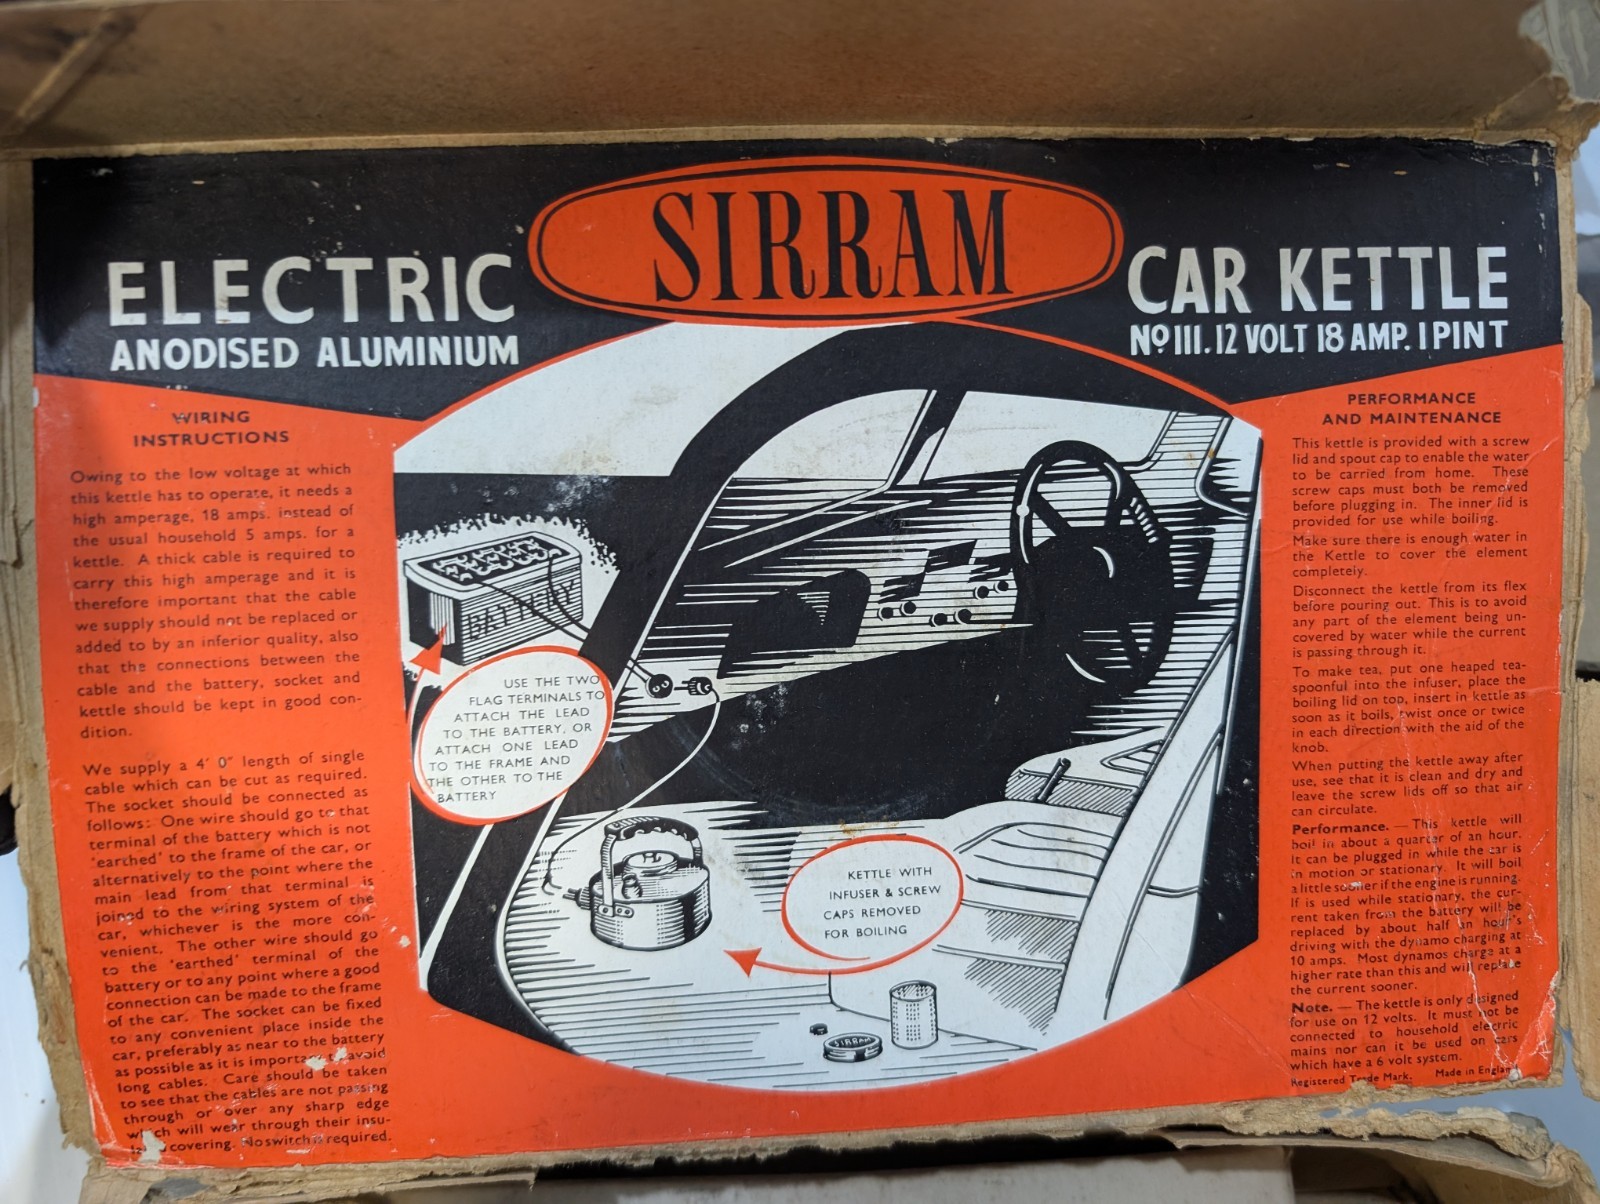 SIRRAM
ELECTRIC
ANODISED ALUMINIUM
CAR KETTLE
No III. 12 VOLT 18 AMP. 1 PINT
WIRING
INSTRUCTIONS
Owing to the low voltage at which
this kettle has to operate, it needs a
high amperage, 18 amps. instead of
the usual household 5 amps. for a
kettle. A thick cable is required to
carry this high amperage and it is
therefore important that the cable
we supply should not be replaced or
added to by an inferior quality, also
that the connections between the
cable and the battery, socket and
kettle should be kept in good con-
dition.
We supply a 4' 0" length of single
cable which can be cut as required.
The socket should be connected as
follows: One wire should go to that
terminal of the battery which is not
'earthed' to the frame of the car, or
alternatively to the point where the
main lead from that terminal is
joined to the wiring system of the
car, whichever is the more con-
venient. The other wire should go
to the 'earthed' terminal of the
battery or to any point where a good
connection can be made to the frame
of the car. The socket can be fixed
to any convenient place inside the
car, preferably as near to the battery
as possible as it is important to avoid
long cables. Care should be taken
to see that the cables are not passing
through or over any sharp edge
which will wear through their insu-
covering. No switch is required.
BATTERY
USE THE TWO
FLAG TERMINALS TO
ATTACH THE LEAD
TO THE BATTERY, OR
ATTACH ONE LEAD
TO THE FRAME AND
THE OTHER TO THE
BATTERY
KETTLE WITH
INFUSER & SCREW
CAPS REMOVED
FOR BOILING
SIRRAM
PERFORMANCE
AND MAINTENANCE
This kettle is provided with a screw
lid and spout cap to enable the water
to be carried from home. These
screw caps must both be removed
before plugging in. The inner lid is
provided for use while boiling.
Make sure there is enough water in
the Kettle to cover the element
completely.
Disconnect the kettle from its flex
before pouring out. This is to avoid
any part of the element being un-
covered by water while the current
is passing through it.
To make tea, put one heaped tea-
spoonful into the infuser, place the
boiling lid on top, insert in kettle as
soon as it boils, twist once or twice
in each direction with the aid of the
knob.
When putting the kettle away after
use, see that it is clean and dry and
leave the screw lids off so that air
can circulate.
Performance. — This kettle will
boil in about a quarter of an hour.
It can be plugged in while the car is
in motion or stationary. It will boil
a little sooner if the engine is running.
If is used while stationary, the cur-
rent taken from the battery will be
replaced by about half an hour's
driving with the dynamo charging at
10 amps. Most dynamos charge at a
higher rate than this and will replace
the current sooner.
Note. — The kettle is only designed
for use on 12 volts. It must not be
connected to household electric
mains nor can it be used on cars
which have a 6 volt system.
Registered Trade Mark. Made in England